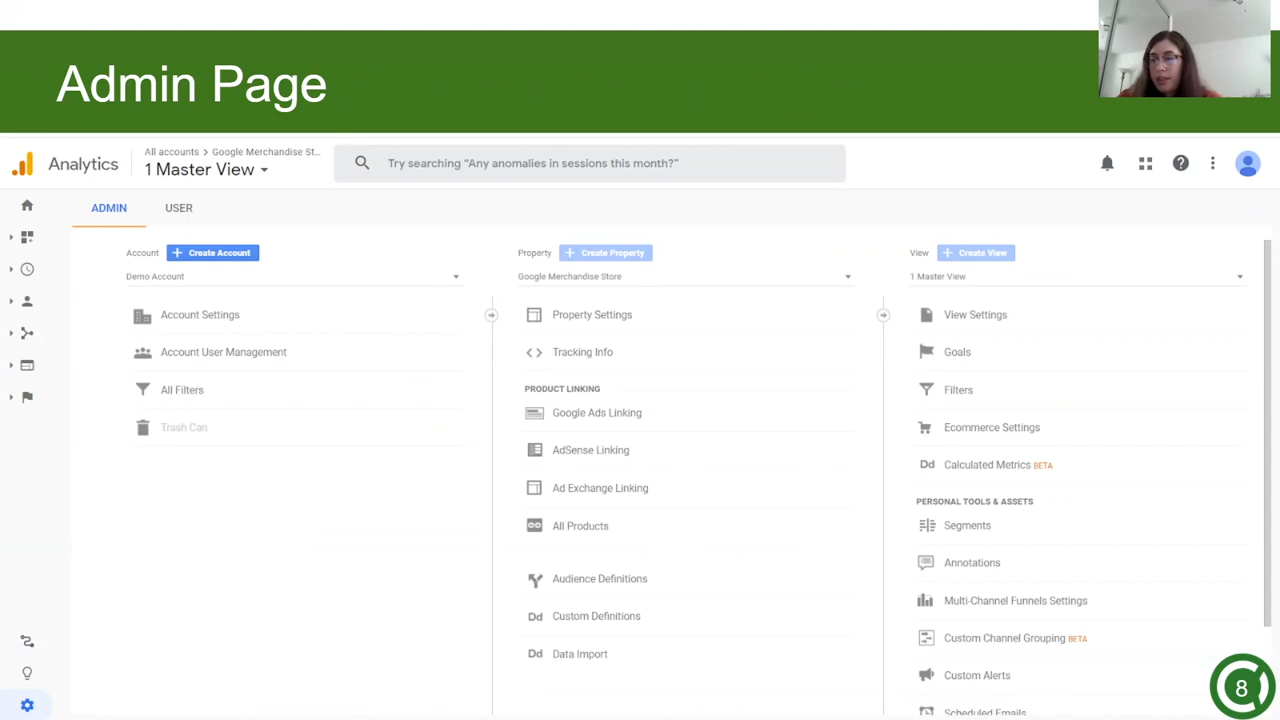 Admin Page
Analytics
All accounts > Google Merchandise St...
1 Master View
Try searching “Any anomalies in sessions this month?”
ADMIN
USER
Account
+ Create Account
Demo Account
Account Settings
Account User Management
All Filters
Trash Can
Property
+ Create Property
Google Merchandise Store
Property Settings
<> Tracking Info
PRODUCT LINKING
Google Ads Linking
AdSense Linking
Ad Exchange Linking
All Products
Audience Definitions
Dd Custom Definitions
Dd Data Import
View
+ Create View
1 Master View
View Settings
Goals
Filters
Ecommerce Settings
Dd Calculated Metrics BETA
PERSONAL TOOLS & ASSETS
Segments
Annotations
Multi-Channel Funnels Settings
Custom Channel Grouping BETA
Custom Alerts
Scheduled Emails
8